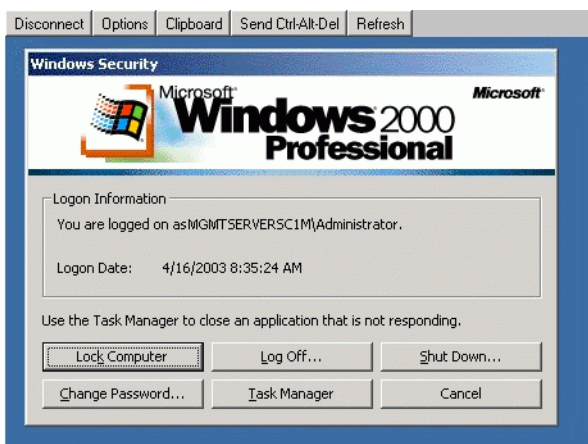 Disconnect Options Clipboard Send Ctrl-Alt-Del Refresh
Windows Security
Microsoft
Microsoft
Windows 2000
Professional
Logon Information
You are logged on asMGMTSERVERSC1M\Administrator.
Logon Date: 4/16/2003 8:35:24 AM
Use the Task Manager to close an application that is not responding.
Lock Computer Log Off... Shut Down...
Change Password... Task Manager Cancel